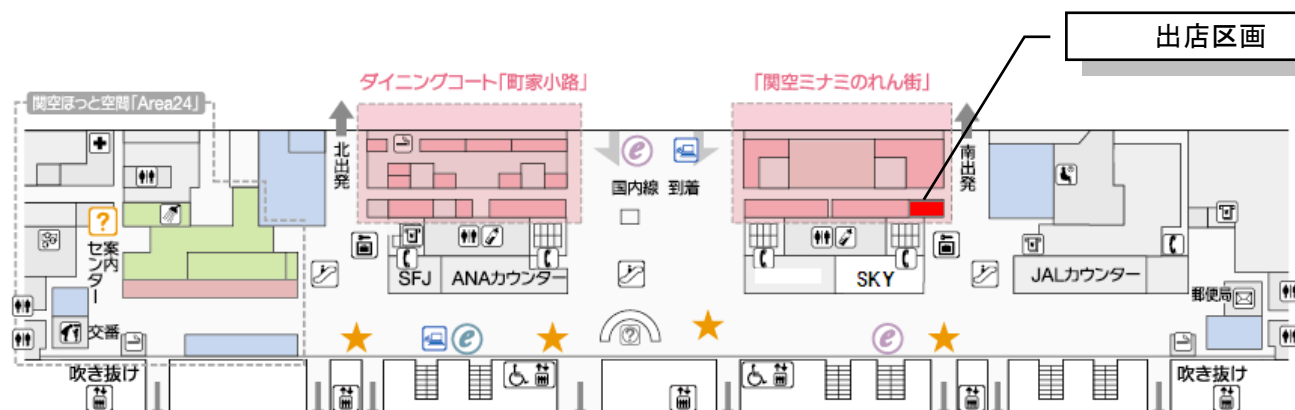 出店区画
ダイニングコート「町家小路」
「関空ミナミのれん街」
関空ほっと空間「Area24」
北出発
国内線 到着
南出発
案内
センター
SFJ ANAカウンター
SKY
JALカウンター
郵便局
交番
吹き抜け
吹き抜け